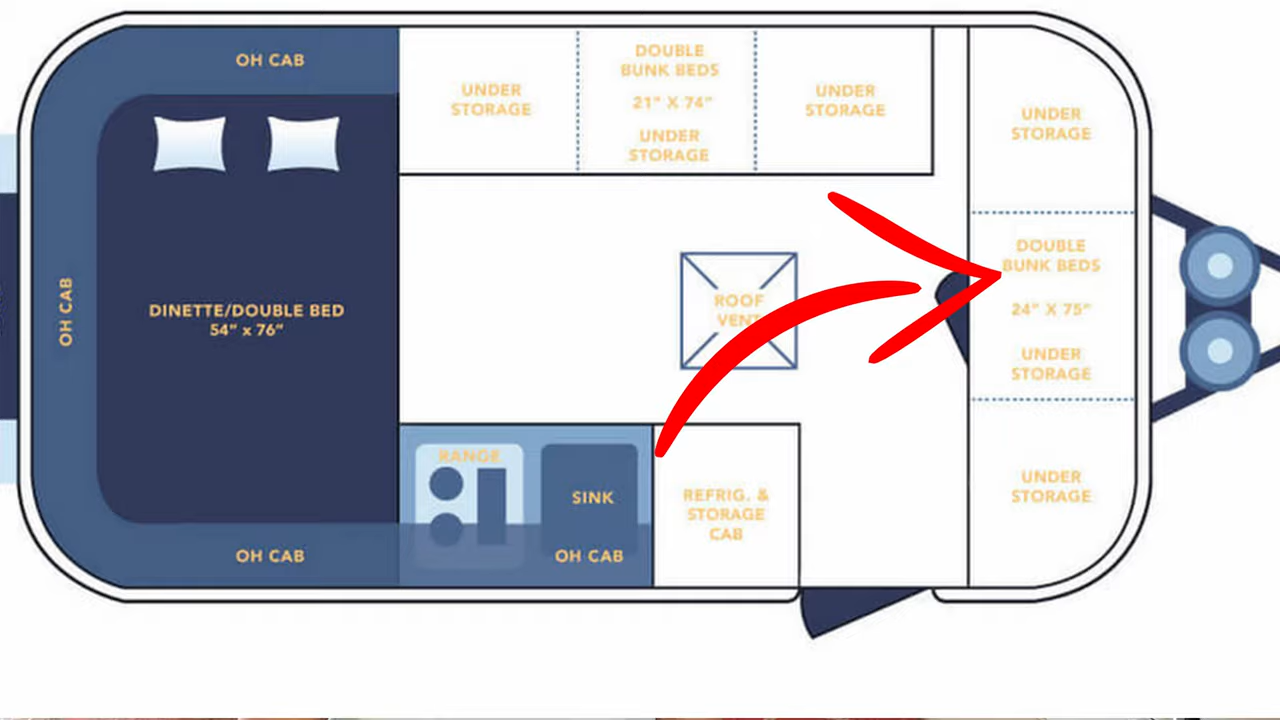 OH CAB
UNDER
STORAGE
DOUBLE
BUNK BEDS
21" X 74"
UNDER
STORAGE
UNDER
STORAGE
UNDER
STORAGE
OH CAB
DINETTE/DOUBLE BED
54" x 76"
ROOF
VENT
DOUBLE
BUNK BEDS
24" X 75"
UNDER
STORAGE
RANGE
SINK
REFRIG. &
STORAGE
CAB
UNDER
STORAGE
OH CAB
OH CAB